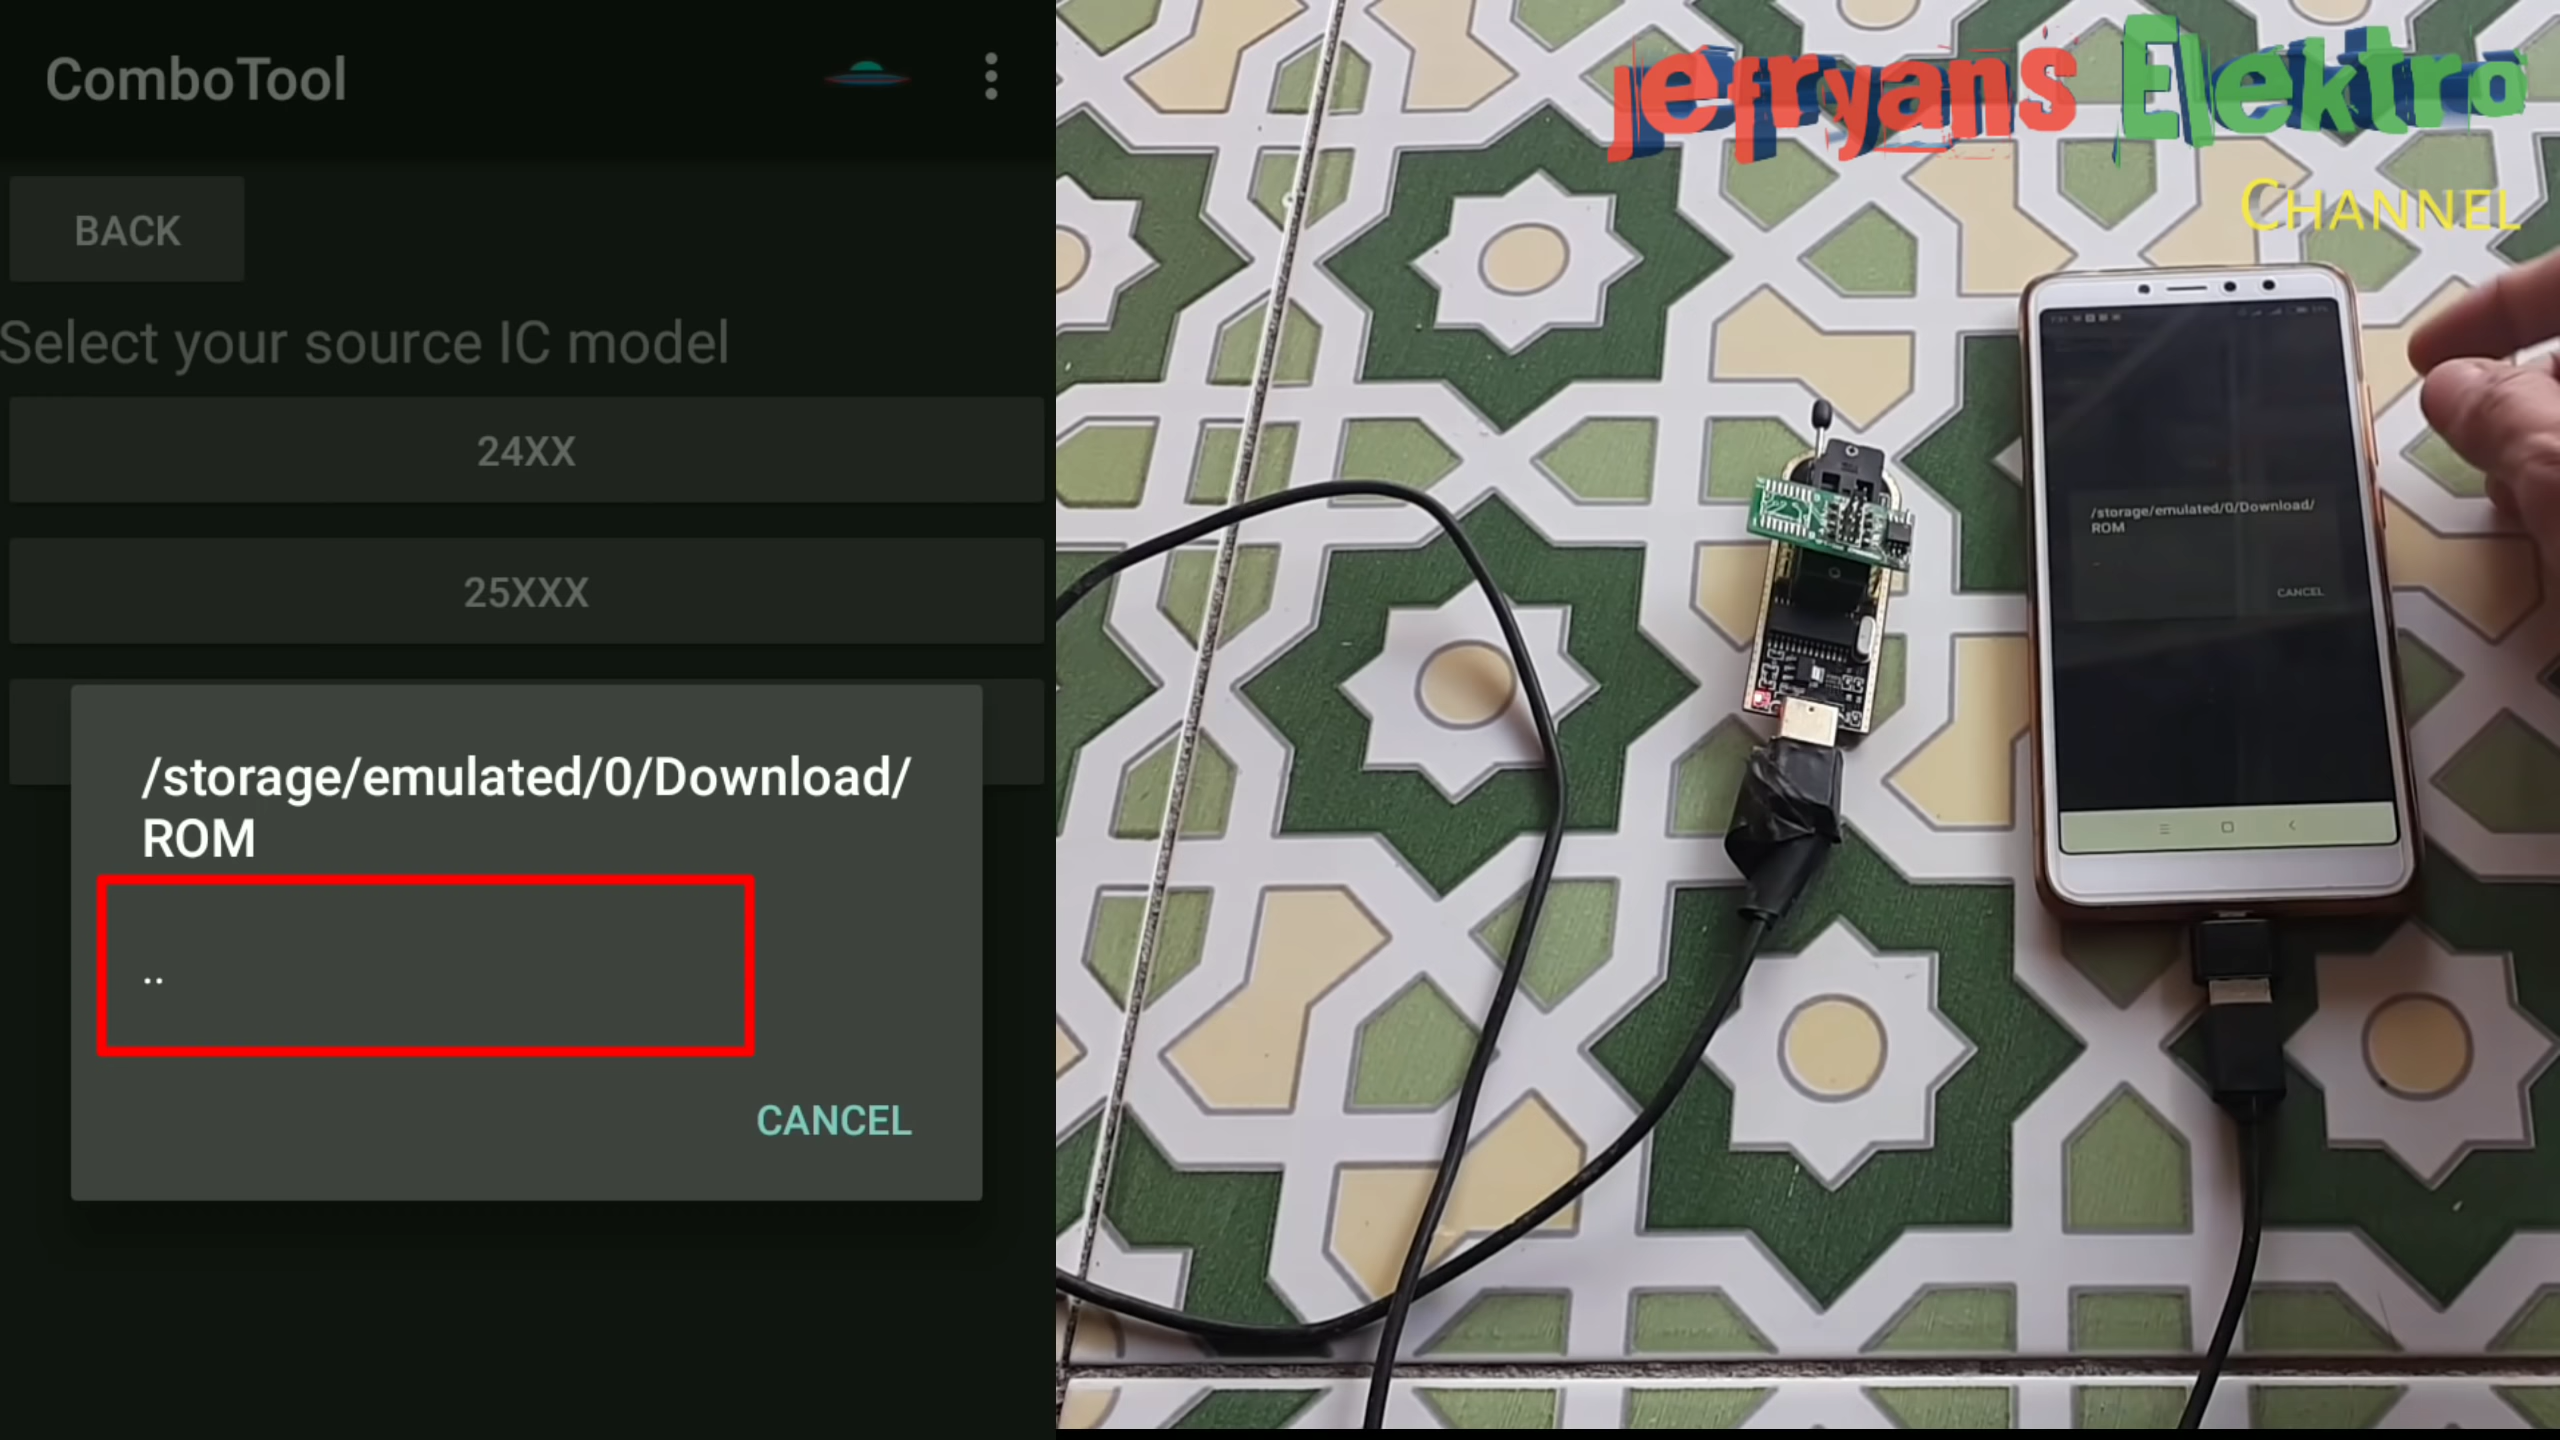 ComboTool
BACK
Select your source IC model
24XX
25XXX
/storage/emulated/0/Download/
ROM
..
CANCEL
jefryans Elektro
CHANNEL
/storage/emulated/0/Download/
ROM
..
CANCEL